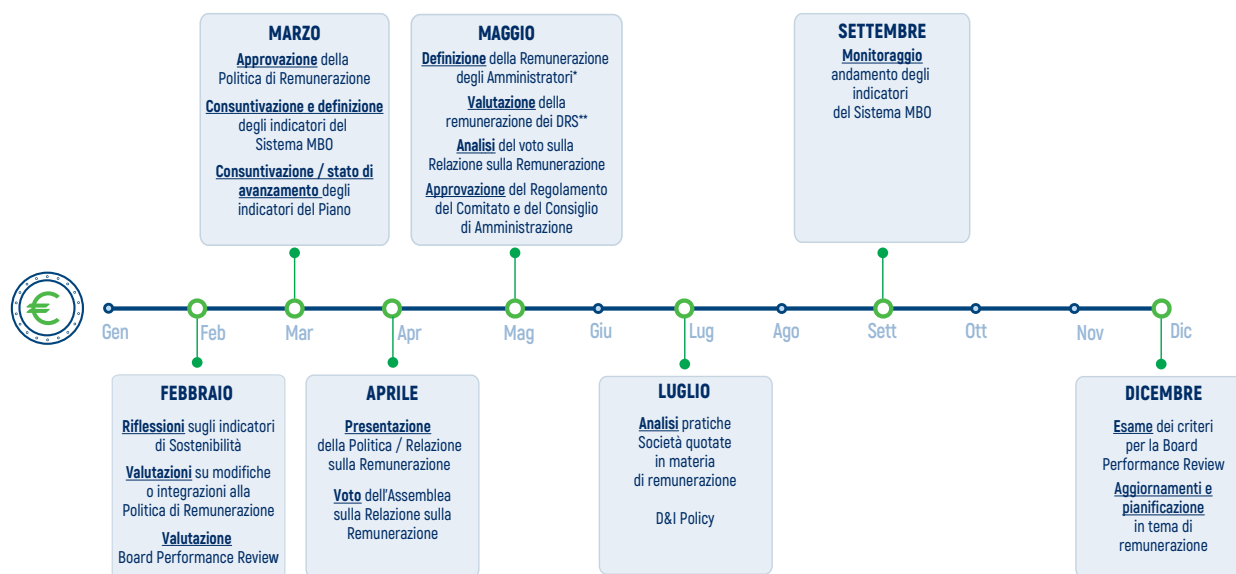 MARZO
Approvazione della
Politica di Remunerazione
Consuntivazione e definizione
degli indicatori del
Sistema MBO
Consuntivazione / stato di
avanzamento degli
indicatori del Piano
MAGGIO
Definizione della Remunerazione
degli Amministratori*
Valutazione della
remunerazione dei DRS**
Analisi del voto sulla
Relazione sulla Remunerazione
Approvazione del Regolamento
del Comitato e del Consiglio
di Amministrazione
SETTEMBRE
Monitoraggio
andamento degli
indicatori
del Sistema MBO
€
Gen
Feb
Mar
Apr
Mag
Giu
Lug
Ago
Sett
Ott
Nov
Dic
FEBBRAIO
Riflessioni sugli indicatori
di Sostenibilità
Valutazioni su modifiche
o integrazioni alla
Politica di Remunerazione
Valutazione
Board Performance Review
APRILE
Presentazione
della Politica / Relazione
sulla Remunerazione
Voto dell'Assemblea
sulla Relazione sulla
Remunerazione
LUGLIO
Analisi pratiche
Società quotate
in materia
di remunerazione
D&I Policy
DICEMBRE
Esame dei criteri
per la Board
Performance Review
Aggiornamenti e
pianificazione
in tema di
remunerazione